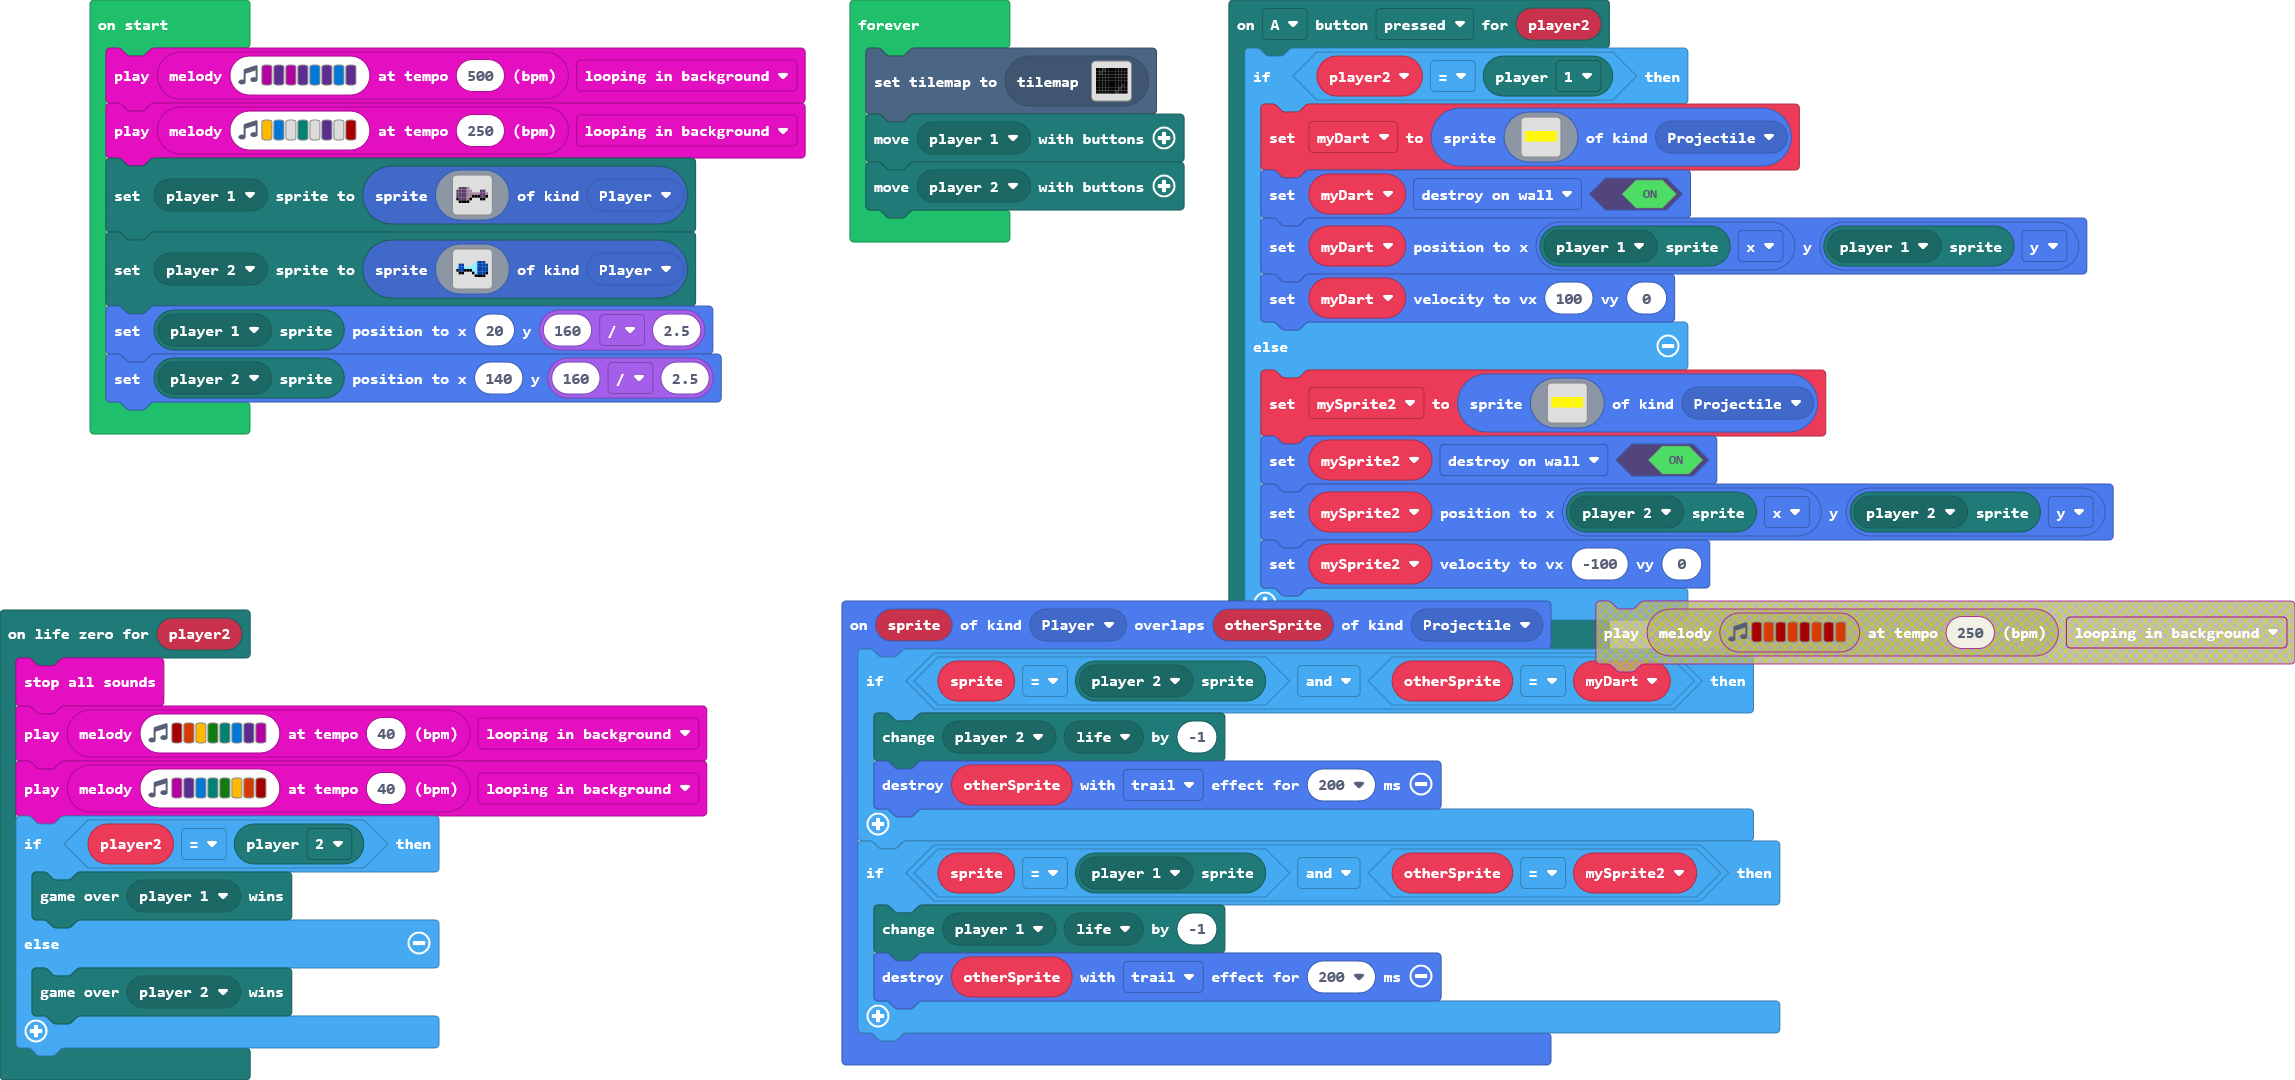 on start
play melody at tempo 500 (bpm) looping in background
play melody at tempo 250 (bpm) looping in background
set player 1 sprite to sprite of kind Player
set player 2 sprite to sprite of kind Player
set player 1 sprite position to x 20 y 160 / 2.5
set player 2 sprite position to x 140 y 160 / 2.5
forever
set tilemap to tilemap
move player 1 with buttons
move player 2 with buttons
on A button pressed for player2
if player2 = player 1 then
set myDart to sprite of kind Projectile
set myDart destroy on wall ON
set myDart position to x player 1 sprite x y player 1 sprite y
set myDart velocity to vx 100 vy 0
else
set mySprite2 to sprite of kind Projectile
set mySprite2 destroy on wall ON
set mySprite2 position to x player 2 sprite x y player 2 sprite y
set mySprite2 velocity to vx -100 vy 0
on life zero for player2
stop all sounds
play melody at tempo 40 (bpm) looping in background
play melody at tempo 40 (bpm) looping in background
if player2 = player 2 then
game over player 1 wins
else
game over player 2 wins
on sprite of kind Player overlaps otherSprite of kind Projectile
if sprite = player 2 sprite and otherSprite = myDart then
change player 2 life by -1
destroy otherSprite with trail effect for 200 ms
if sprite = player 1 sprite and otherSprite = mySprite2 then
change player 1 life by -1
destroy otherSprite with trail effect for 200 ms
play melody at tempo 250 (bpm) looping in background